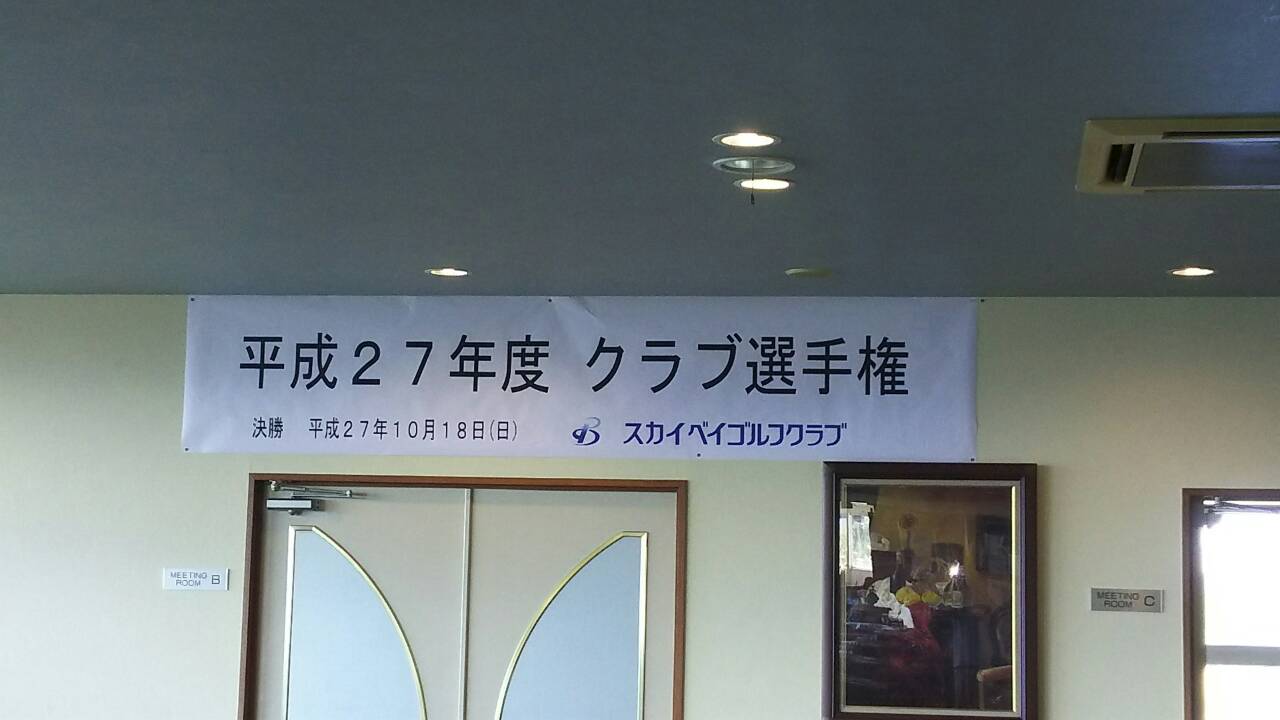 平成２７年度 クラブ選手権
決勝 平成27年10月18日(日) スカイベイゴルフクラブ
MEETING ROOM B
MEETING ROOM C